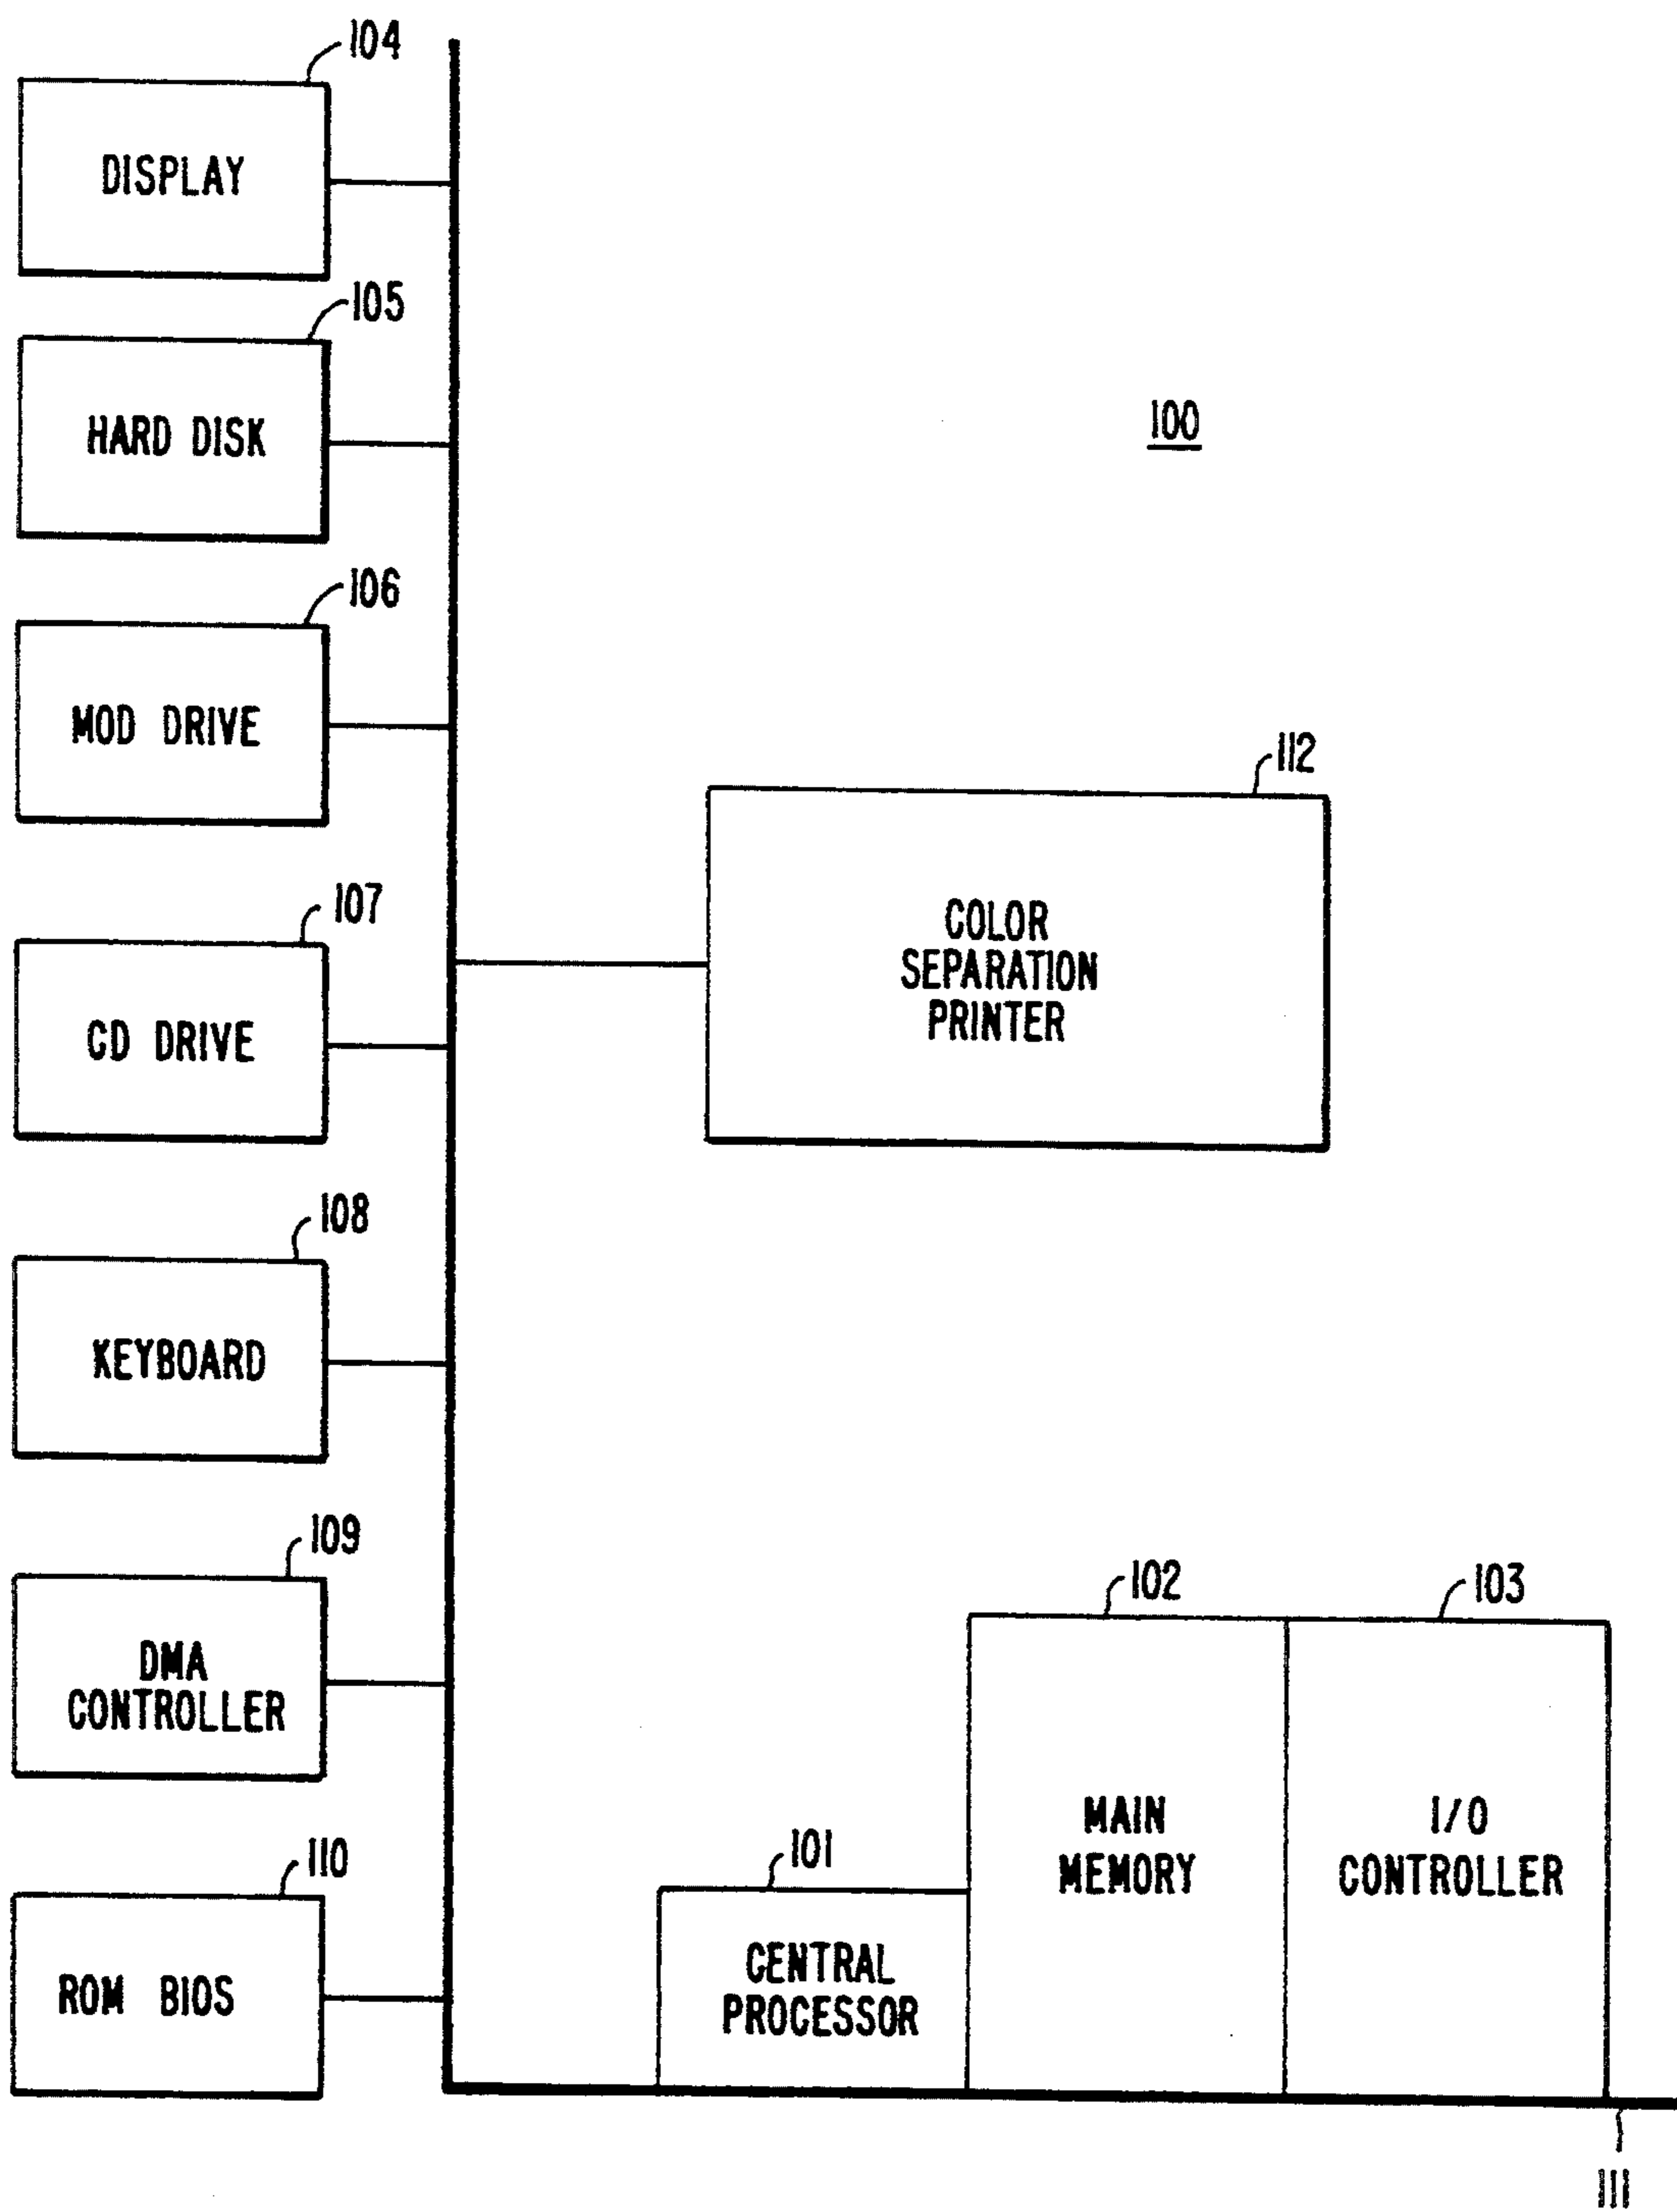 104
DISPLAY
105
HARD DISK
100
106
MOD DRIVE
112
COLOR
SEPARATION
PRINTER
107
CD DRIVE
108
KEYBOARD
109
DMA
CONTROLLER
102
103
MAIN
MEMORY
I/O
CONTROLLER
110
ROM BIOS
101
CENTRAL
PROCESSOR
111